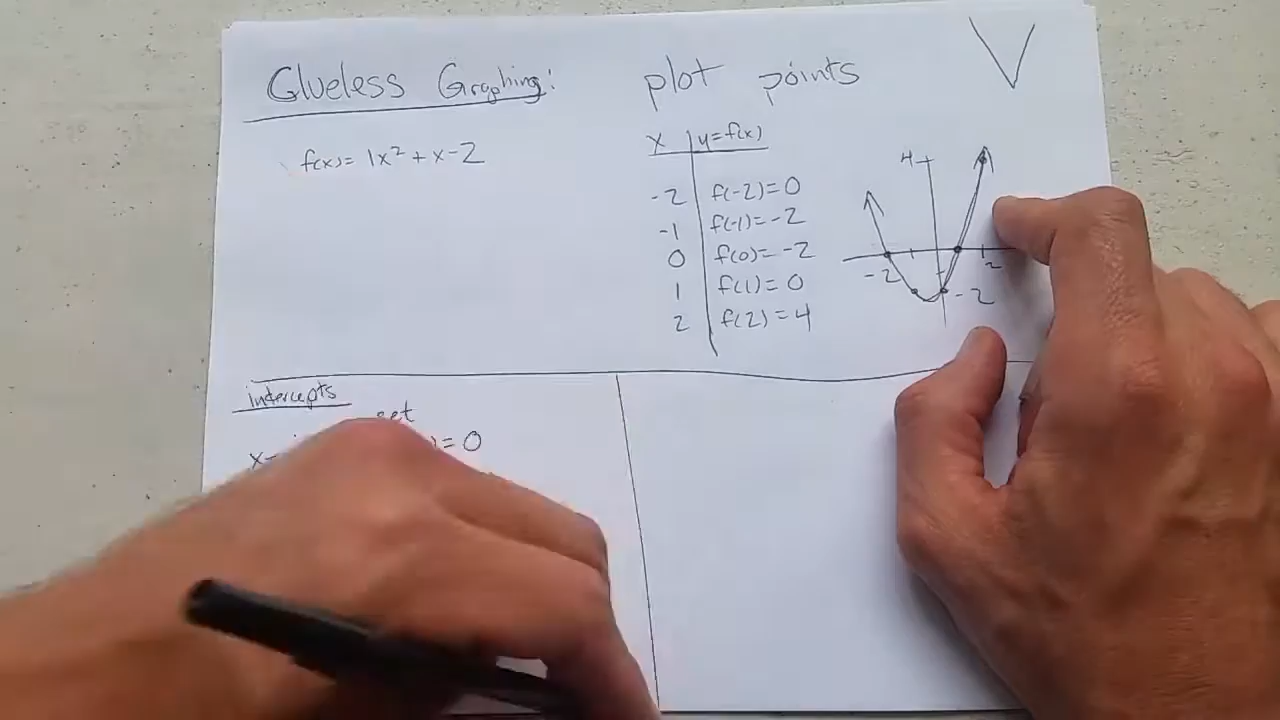 Clueless Graphing: plot points
f(x)= 1x² + x - 2
x | y=f(x)
-2 | f(-2)=0
-1 | f(-1)=-2
0 | f(0)=-2
1 | f(1)=0
2 | f(2)=4
4
-2
2
-2
intercepts
set
x-
)=0